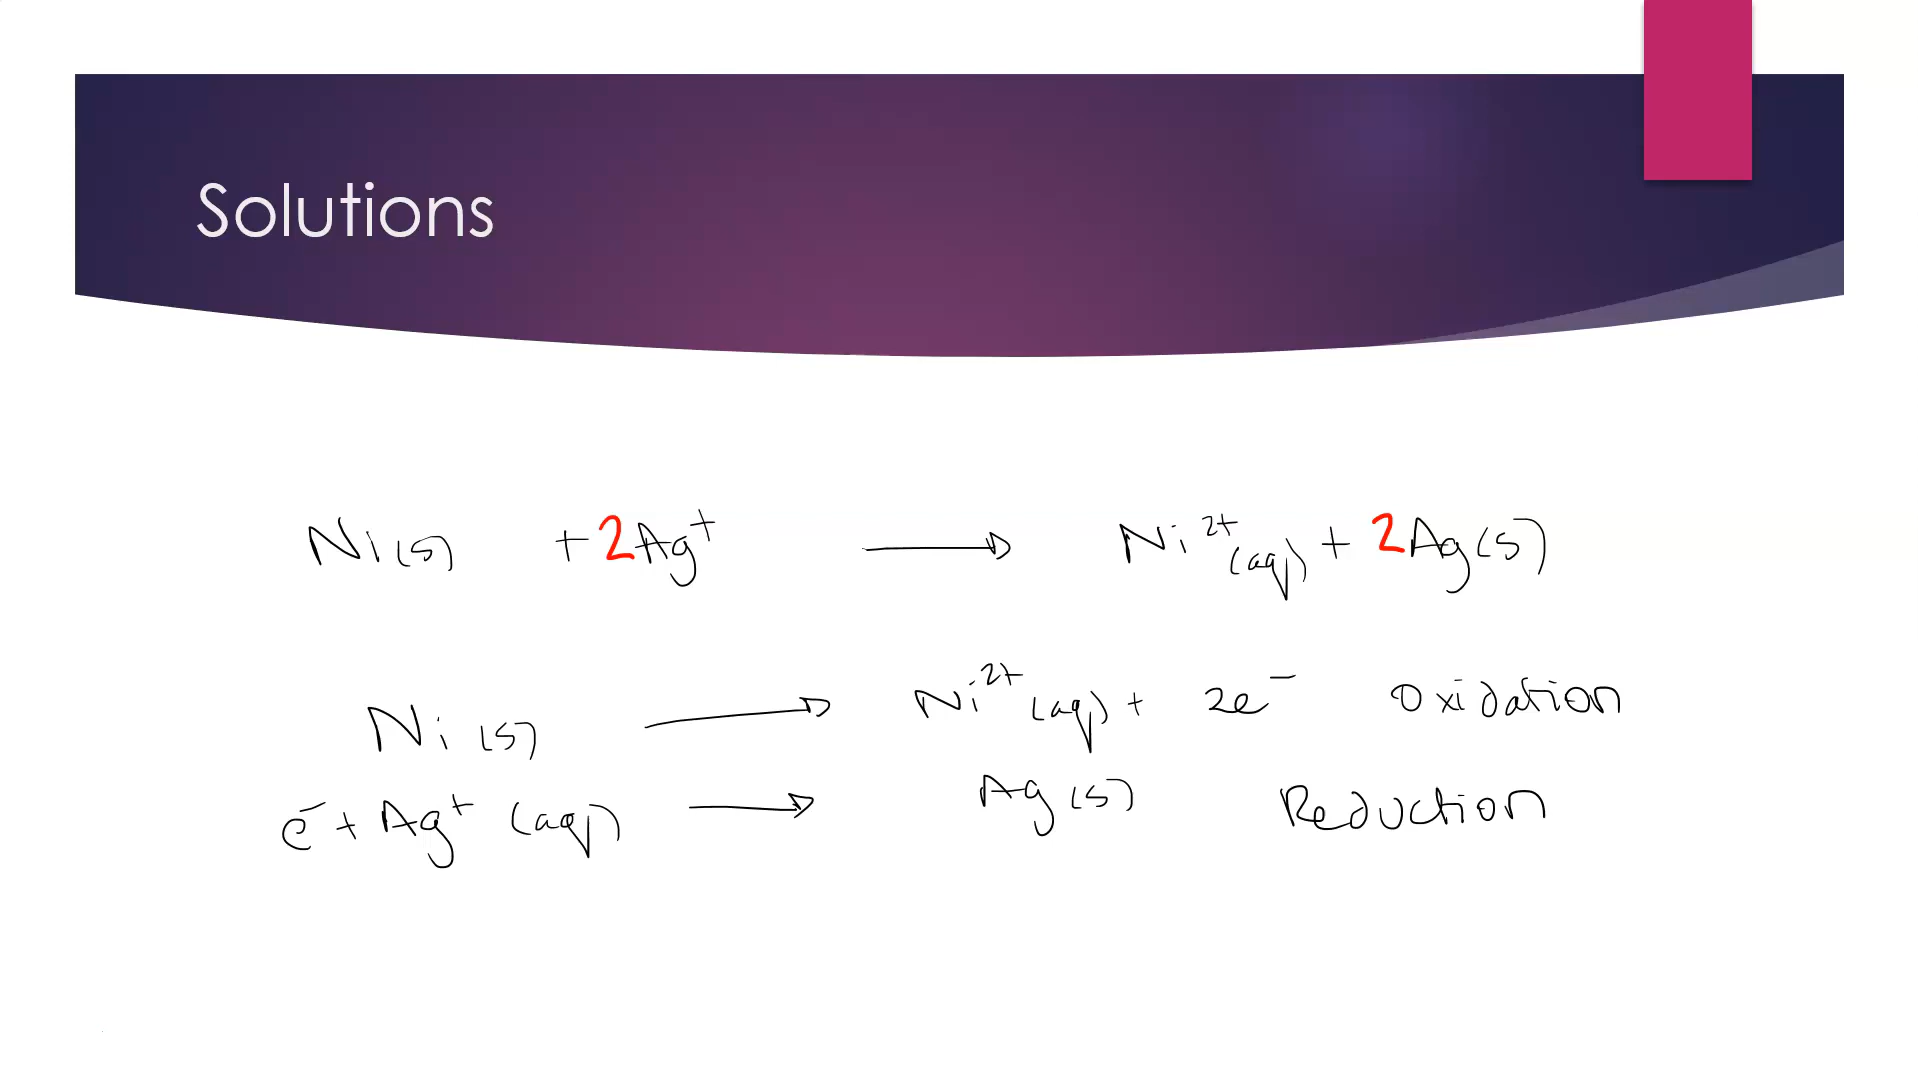 Solutions
Ni(s) + 2Ag⁺ → Ni²⁺(aq) + 2Ag(s)
Ni(s) → Ni²⁺(aq) + 2e⁻ Oxidation
e⁻ + Ag⁺(aq) → Ag(s) Reduction